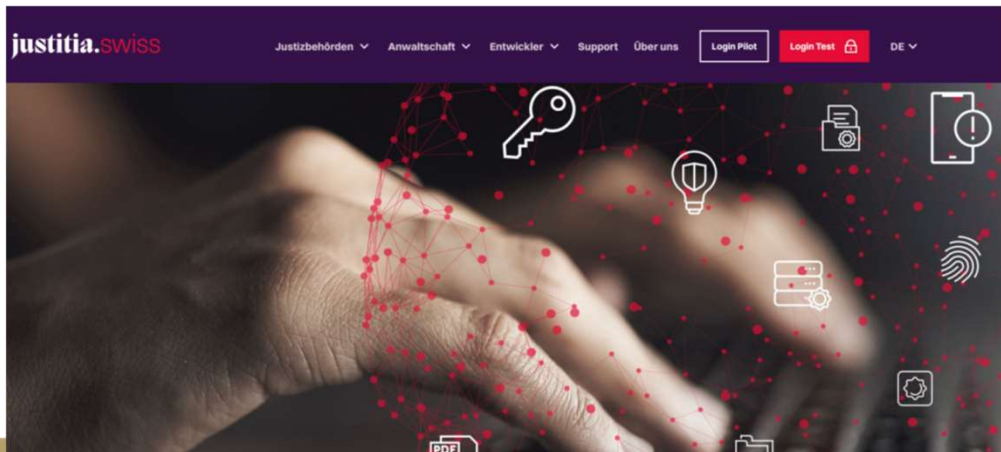 justitia.swiss
Justizbehörden Anwaltschaft Entwickler Support Über uns Login Pilot Login Test DE
PDF